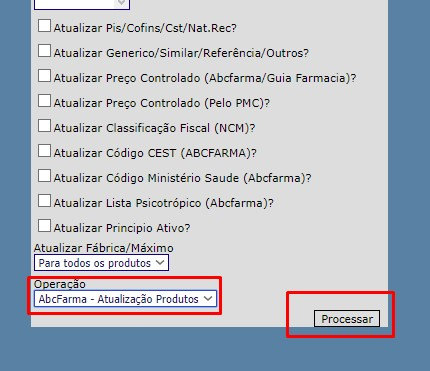 Atualizar Pis/Cofins/Cst/Nat.Rec?
Atualizar Generico/Similar/Referência/Outros?
Atualizar Preço Controlado (Abcfarma/Guia Farmacia)?
Atualizar Preço Controlado (Pelo PMC)?
Atualizar Classificação Fiscal (NCM)?
Atualizar Código CEST (ABCFARMA)?
Atualizar Código Ministério Saude (Abcfarma)?
Atualizar Lista Psicotrópico (Abcfarma)?
Atualizar Principio Ativo?
Atualizar Fábrica/Máximo
Para todos os produtos
Operação
AbcFarma - Atualização Produtos
Processar